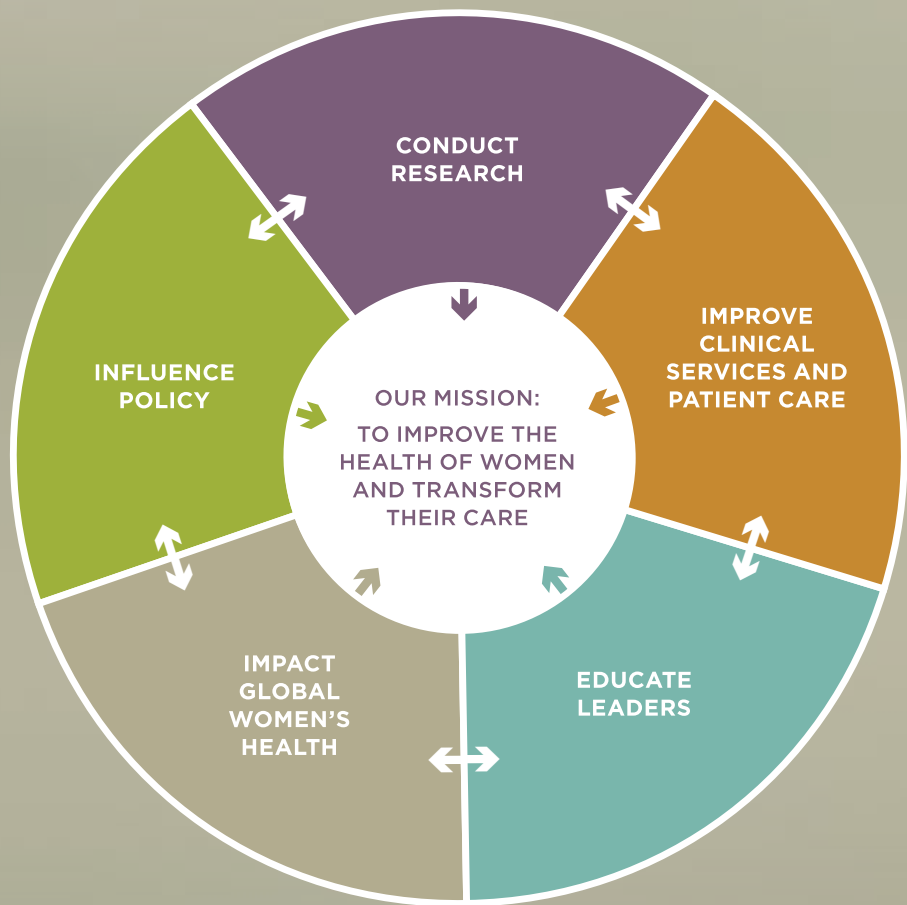 CONDUCT
RESEARCH
IMPROVE
CLINICAL
SERVICES AND
PATIENT CARE
EDUCATE
LEADERS
IMPACT
GLOBAL
WOMEN'S
HEALTH
INFLUENCE
POLICY
OUR MISSION:
TO IMPROVE THE
HEALTH OF WOMEN
AND TRANSFORM
THEIR CARE